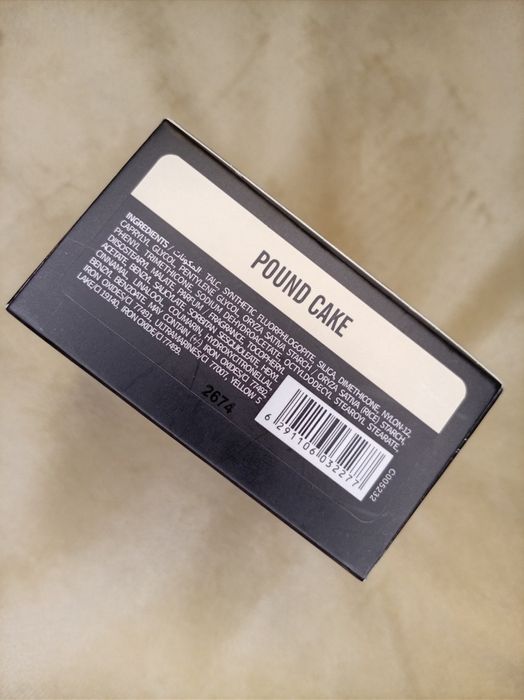 POUND CAKE
INGREDIENTS / المكونات: TALC, SYNTHETIC FLUORPHLOGOPITE, SILICA, DIMETHICONE, NYLON-12,
CAPRYLYL GLYCOL, PENTYLENE GLYCOL, ORYZA SATIVA STARCH / ORYZA SATIVA (RICE) STARCH,
PHENYL TRIMETHICONE, SODIUM DEHYDROACETATE, OCTYLDODECYL STEAROYL STEARATE,
DIISOSTEARYL MALATE, PARFUM / FRAGRANCE, TOCOPHERYL
ACETATE, BENZYL SALICYLATE, SORBITAN SESQUIOLEATE, HEXYL
CINNAMAL, LINALOOL, COUMARIN, HYDROXYCITRONELLAL,
BENZYL BENZOATE. MAY CONTAIN (+/-): IRON OXIDES/CI 77492,
IRON OXIDES/CI 77491, ULTRAMARINES/CI 77007, YELLOW 5
LAKE/CI 19140, IRON OXIDE/CI 77499.
2674
6 291106 032277
C005232